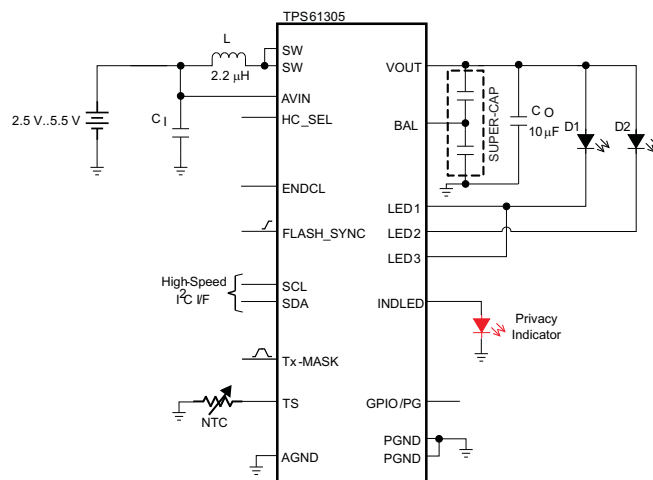 TPS61305
L
2.2 µH
SW
SW
AVIN
HC_SEL
2.5 V..5.5 V
C I
ENDCL
FLASH_SYNC
High-Speed
I²C I/F
SCL
SDA
Tx-MASK
TS
NTC
AGND
VOUT
BAL
SUPER-CAP
C O
10 µF
D1
D2
LED1
LED2
LED3
INDLED
Privacy
Indicator
GPIO/PG
PGND
PGND